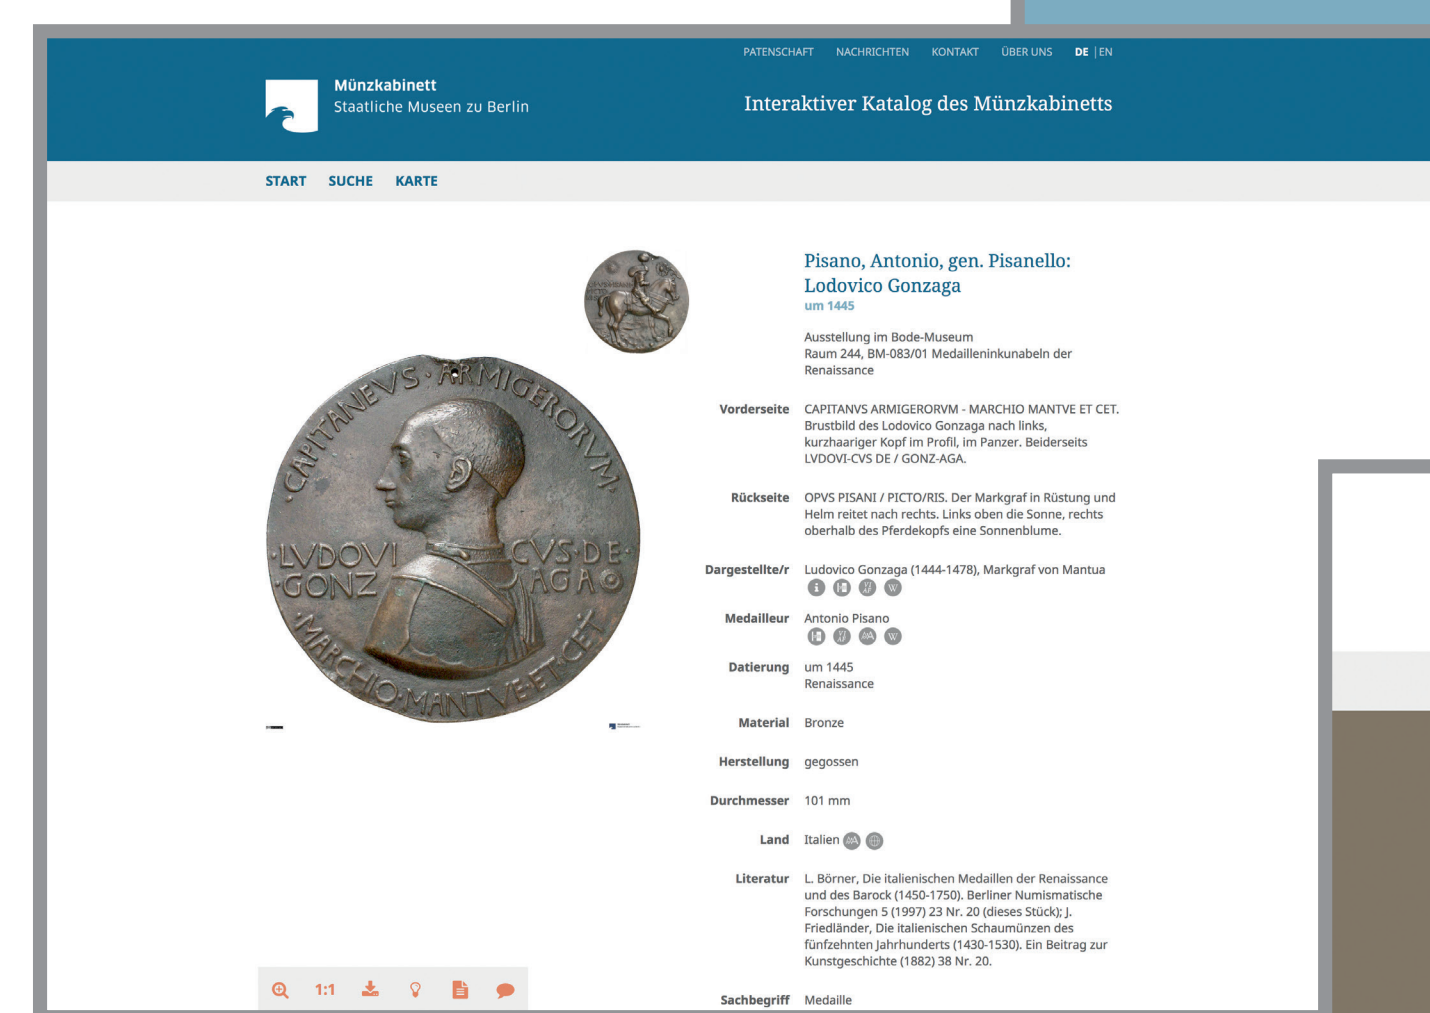 PATENSCHAFT NACHRICHTEN KONTAKT ÜBER UNS DE | EN
Münzkabinett
Staatliche Museen zu Berlin
Interaktiver Katalog des Münzkabinetts
START SUCHE KARTE
Pisano, Antonio, gen. Pisanello:
Lodovico Gonzaga
um 1445
Ausstellung im Bode-Museum
Raum 244, BM-083/01 Medailleninkunabeln der
Renaissance
Vorderseite CAPITANVS ARMIGERORVM - MARCHIO MANTVE ET CET.
Brustbild des Lodovico Gonzaga nach links,
kurzhaariger Kopf im Profil, im Panzer. Beiderseits
LVDOVI-CVS DE / GONZ-AGA.
Rückseite OPVS PISANI / PICTO/RIS. Der Markgraf in Rüstung und
Helm reitet nach rechts. Links oben die Sonne, rechts
oberhalb des Pferdekopfs eine Sonnenblume.
Dargestellte/r Ludovico Gonzaga (1444-1478), Markgraf von Mantua
Medailleur Antonio Pisano
Datierung um 1445
Renaissance
Material Bronze
Herstellung gegossen
Durchmesser 101 mm
Land Italien
Literatur L. Börner, Die italienischen Medaillen der Renaissance
und des Barock (1450-1750). Berliner Numismatische
Forschungen 5 (1997) 23 Nr. 20 (dieses Stück); J.
Friedländer, Die italienischen Schaumünzen des
fünfzehnten Jahrhunderts (1430-1530). Ein Beitrag zur
Kunstgeschichte (1882) 38 Nr. 20.
Sachbegriff Medaille
·CAPITANEVS·ARMIGERORVM·
·LVDOVI CVS·DE·
·GONZ AGA
·MARCHIO·MANTVE·ET·CET·
1:1